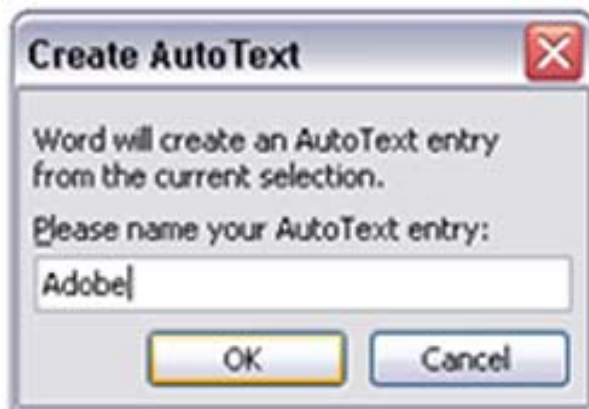 Create AutoText
Word will create an AutoText entry
from the current selection.
Please name your AutoText entry:
Adobe
OK
Cancel